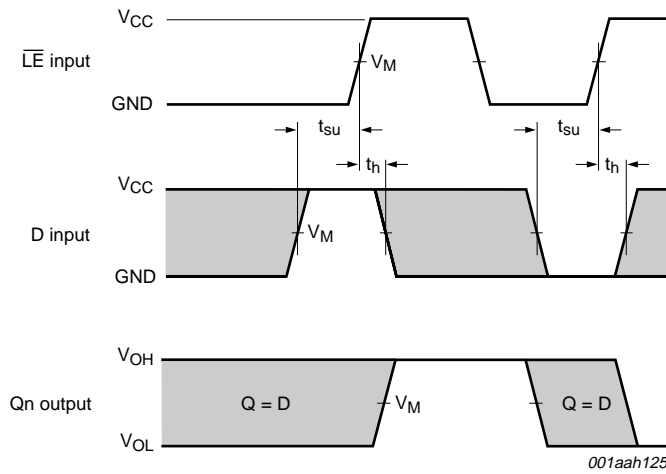 VCC
LE input
VM
GND
tsu
tsu
th
th
VCC
D input
VM
GND
VOH
Qn output
Q = D
VM
Q = D
VOL
001aah125